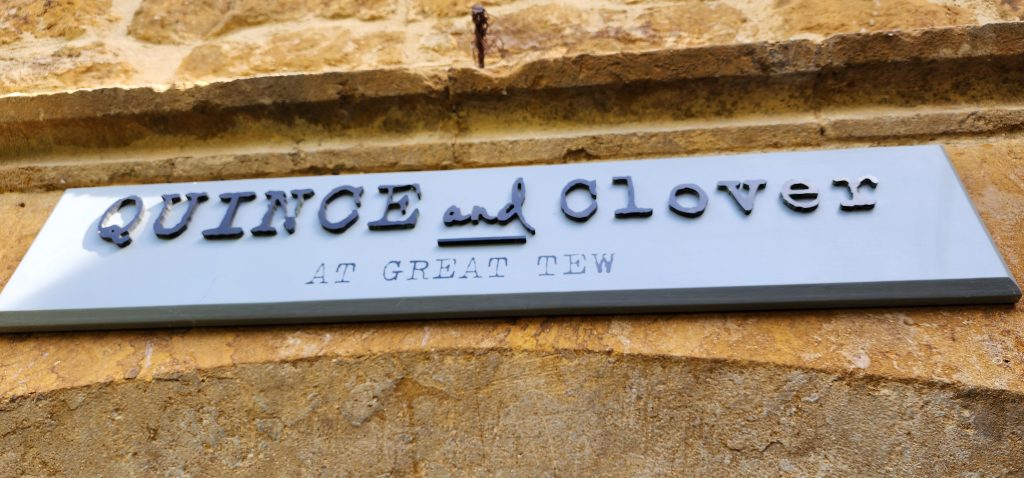 QUINCE and Clover
AT GREAT TEW